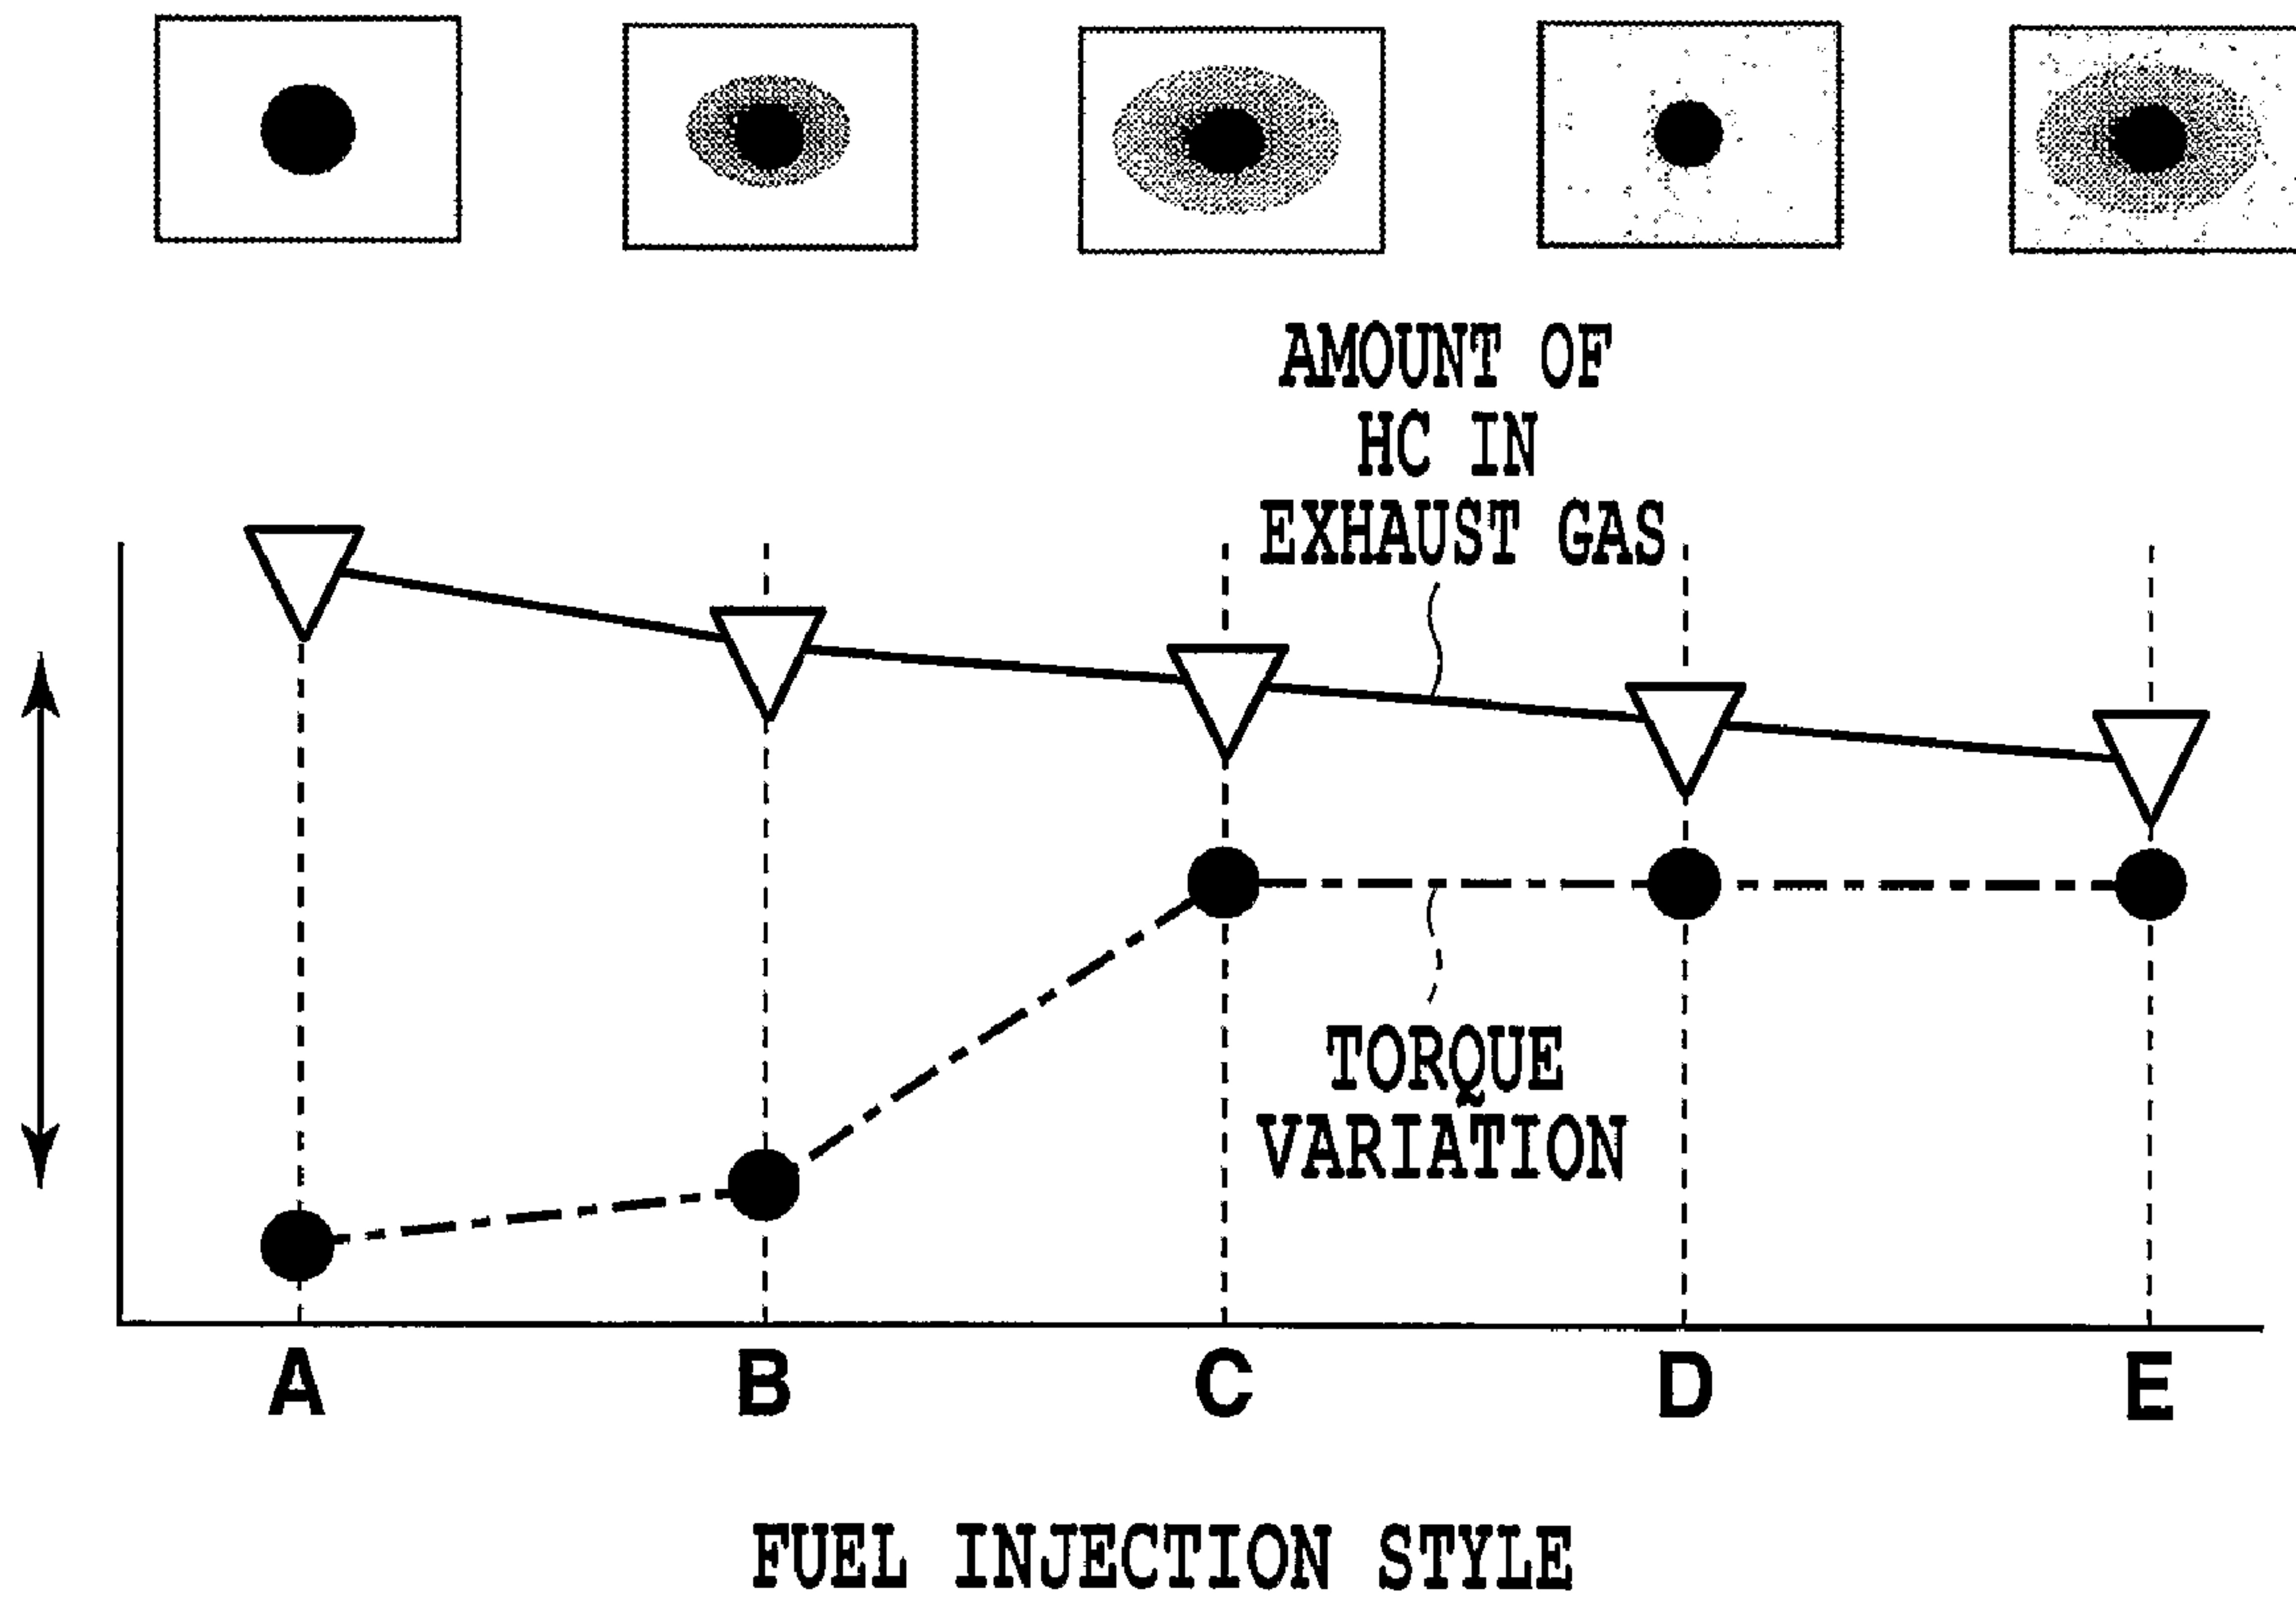 AMOUNT OF
HC IN
EXHAUST GAS
TORQUE
VARIATION
A B C D E
FUEL INJECTION STYLE